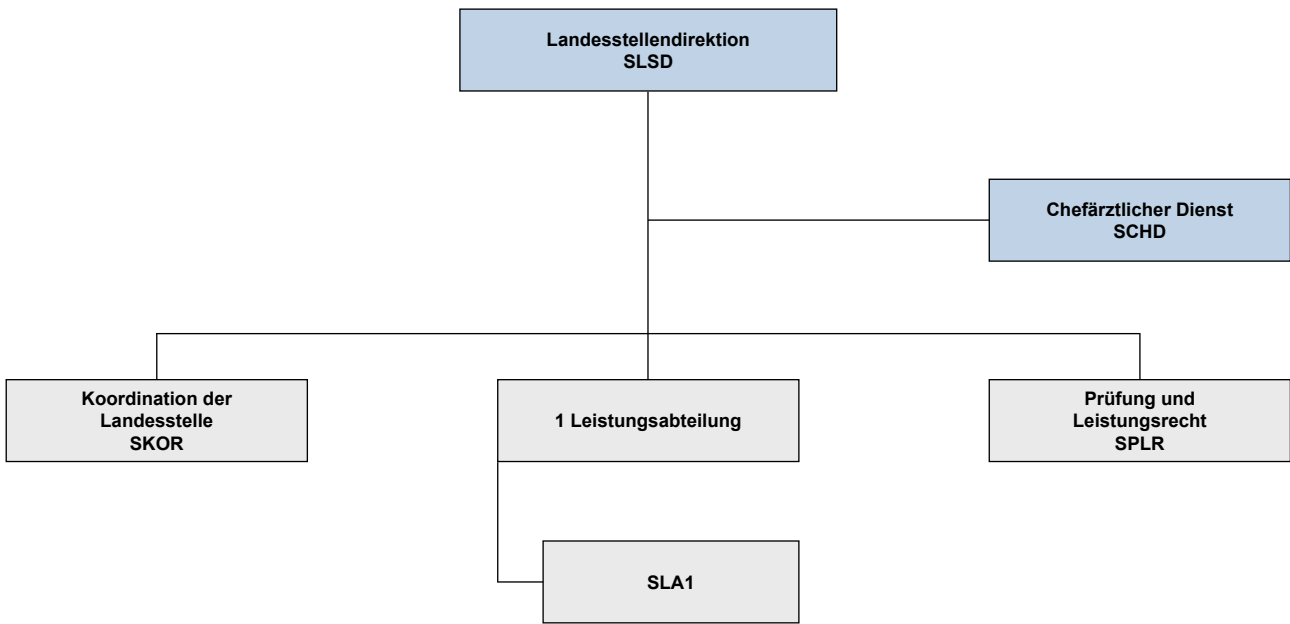 Landesstellendirektion
SLSD
Chefärztlicher Dienst
SCHD
Koordination der
Landesstelle
SKOR
1 Leistungsabteilung
Prüfung und
Leistungsrecht
SPLR
SLA1